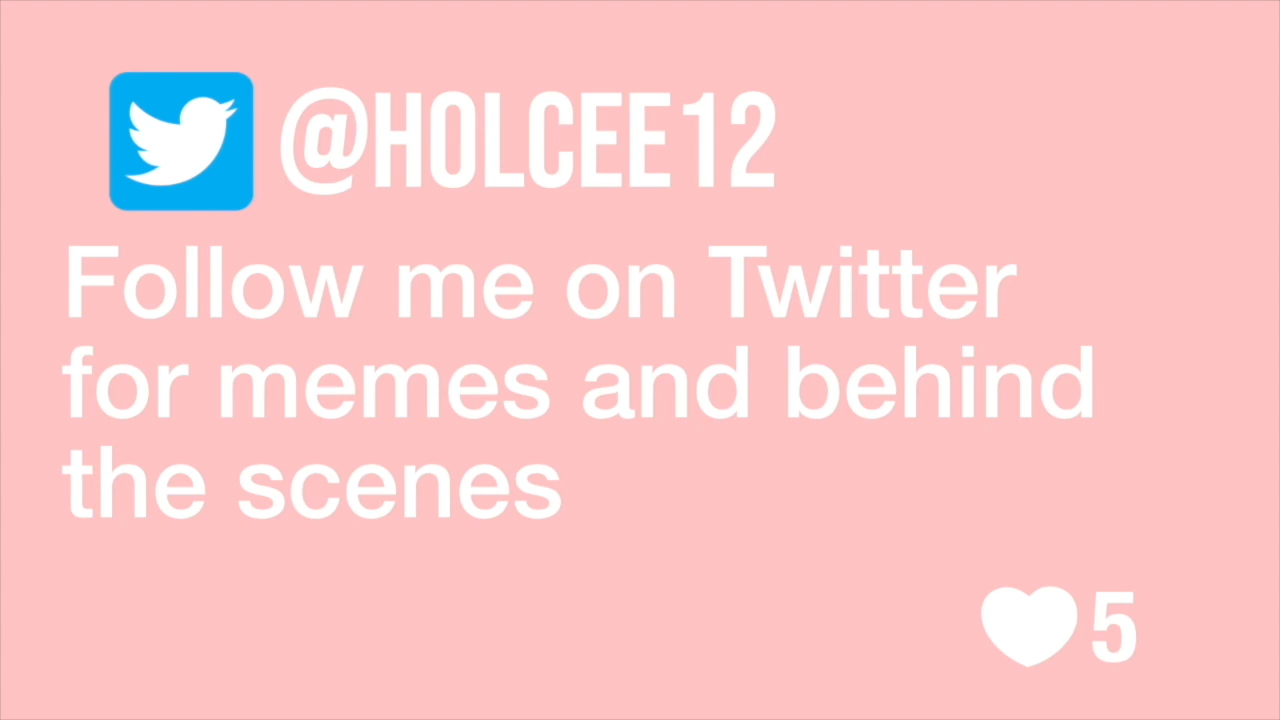 @HOLCEE12
Follow me on Twitter
for memes and behind
the scenes
5